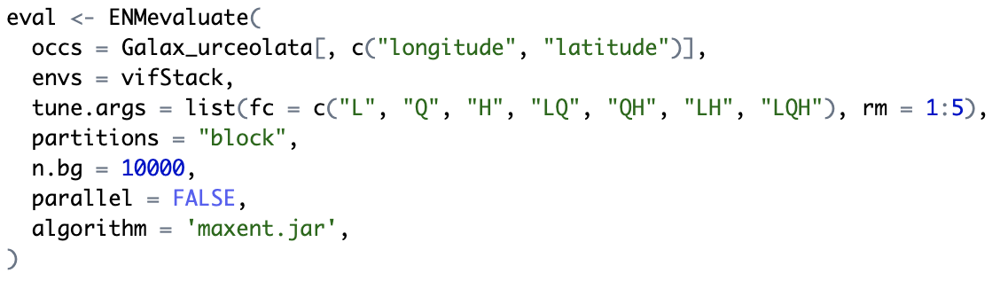 eval <- ENMevaluate(
  occs = Galax_urceolata[, c("longitude", "latitude")],
  envs = vifStack,
  tune.args = list(fc = c("L", "Q", "H", "LQ", "QH", "LH", "LQH"), rm = 1:5),
  partitions = "block",
  n.bg = 10000,
  parallel = FALSE,
  algorithm = 'maxent.jar',
)